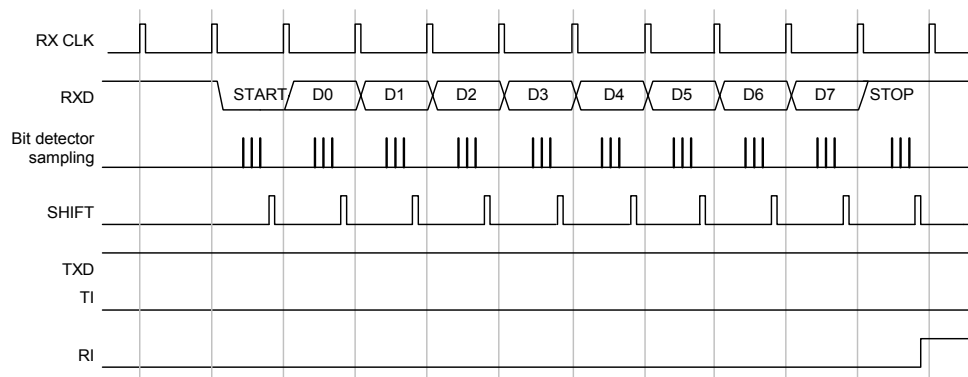 RX CLK
RXD START D0 D1 D2 D3 D4 D5 D6 D7 STOP
Bit detector
sampling
SHIFT
TXD
TI
RI